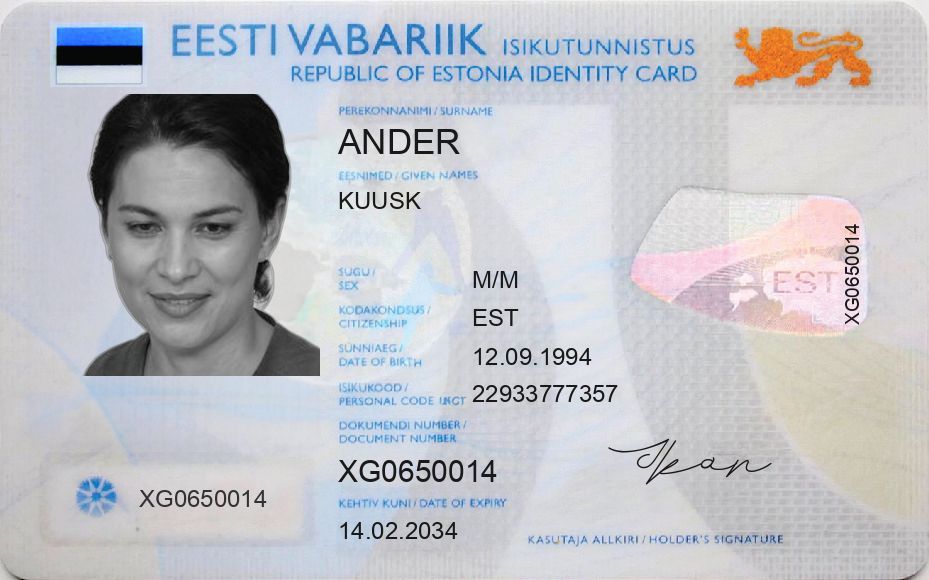 EESTI VABARIIK ISIKUTUNNISTUS
REPUBLIC OF ESTONIA IDENTITY CARD
PEREKONNANIMI / SURNAME
ANDER
EESNIMED / GIVEN NAMES
KUUSK
SUGU /
SEX
M/M
KODAKONDSUS /
CITIZENSHIP
EST
SÜNNIAEG /
DATE OF BIRTH
12.09.1994
ISIKUKOOD /
PERSONAL CODE
22933777357
DOKUMENDI NUMBER /
DOCUMENT NUMBER
XG0650014
KEHTIV KUNI / DATE OF EXPIRY
14.02.2034
XG0650014
EST
XG0650014
KASUTAJA ALLKIRI / HOLDER'S SIGNATURE